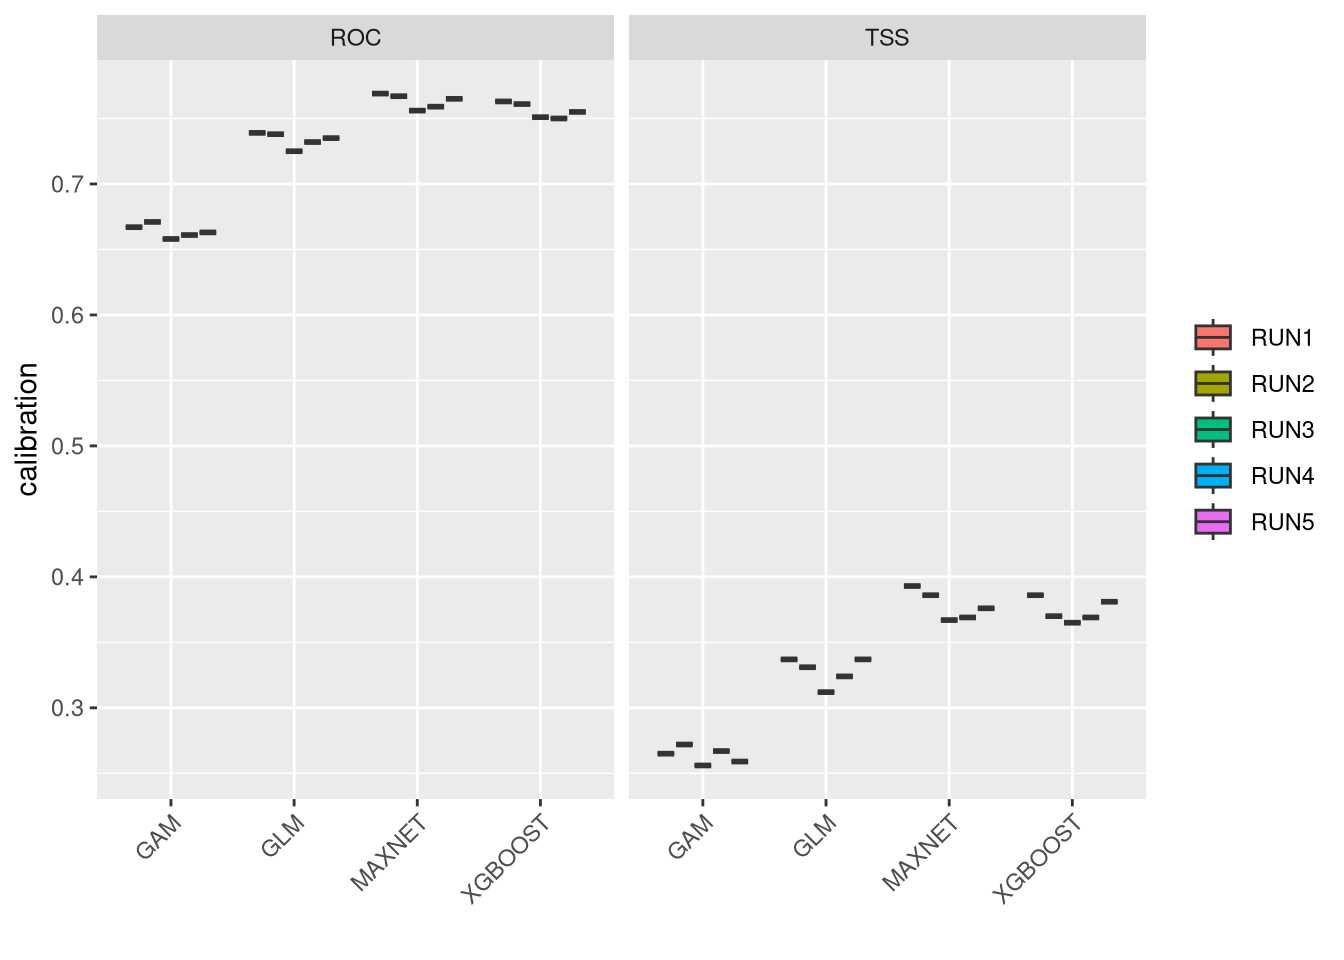 ROC
TSS
calibration
0.7
0.6
0.5
0.4
0.3
GAM
GLM
MAXNET
XGBOOST
GAM
GLM
MAXNET
XGBOOST
RUN1
RUN2
RUN3
RUN4
RUN5